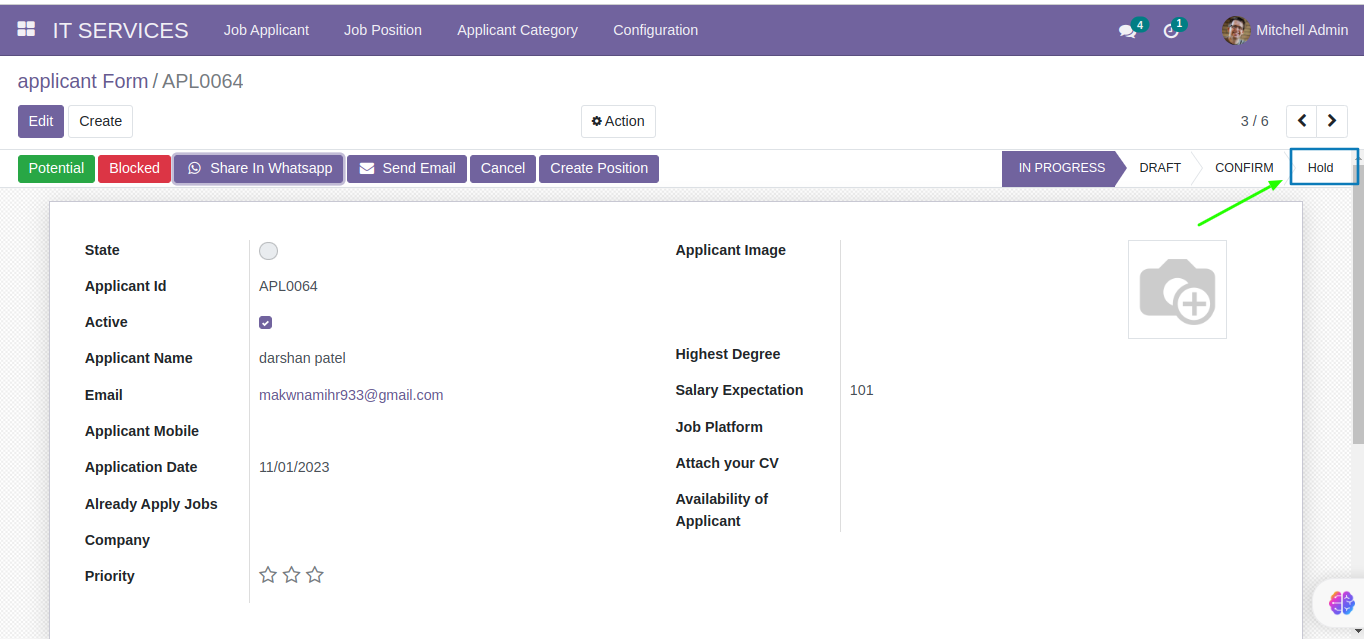 IT SERVICES Job Applicant Job Position Applicant Category Configuration 4 1 Mitchell Admin
applicant Form / APL0064
Edit Create Action 3 / 6
Potential Blocked Share In Whatsapp Send Email Cancel Create Position IN PROGRESS DRAFT CONFIRM Hold
State
Applicant Id APL0064
Active
Applicant Name darshan patel
Email makwnamihr933@gmail.com
Applicant Mobile
Application Date 11/01/2023
Already Apply Jobs
Company
Priority
Applicant Image
Highest Degree
Salary Expectation 101
Job Platform
Attach your CV
Availability of
Applicant